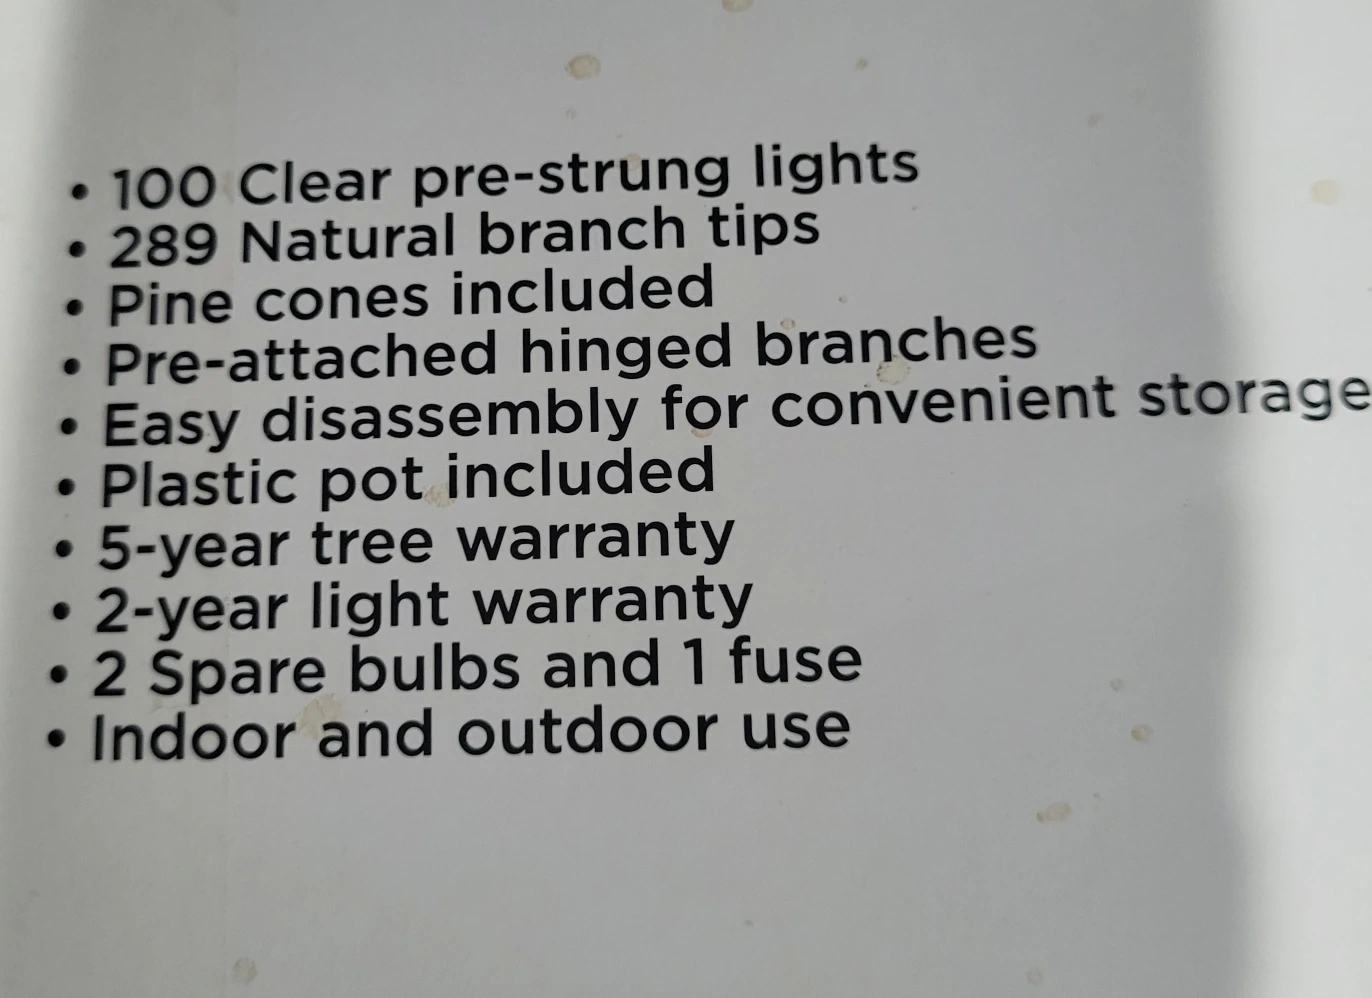 • 100 Clear pre-strung lights
• 289 Natural branch tips
• Pine cones included
• Pre-attached hinged branches
• Easy disassembly for convenient storage
• Plastic pot included
• 5-year tree warranty
• 2-year light warranty
• 2 Spare bulbs and 1 fuse
• Indoor and outdoor use